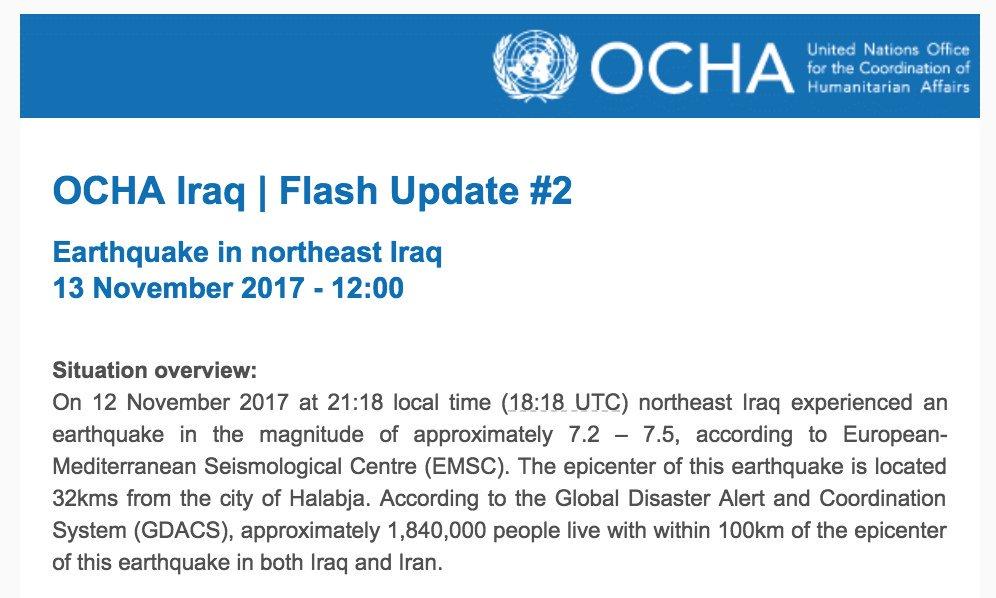 OCHA
United Nations Office
for the Coordination of
Humanitarian Affairs
OCHA Iraq | Flash Update #2
Earthquake in northeast Iraq
13 November 2017 - 12:00
Situation overview:
On 12 November 2017 at 21:18 local time (18:18 UTC) northeast Iraq experienced an
earthquake in the magnitude of approximately 7.2 – 7.5, according to European-
Mediterranean Seismological Centre (EMSC). The epicenter of this earthquake is located
32kms from the city of Halabja. According to the Global Disaster Alert and Coordination
System (GDACS), approximately 1,840,000 people live with within 100km of the epicenter
of this earthquake in both Iraq and Iran.